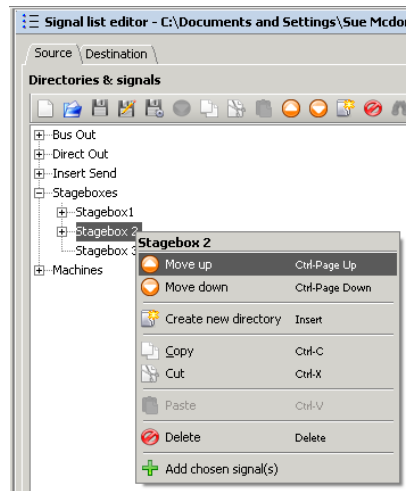 Signal list editor - C:\Documents and Settings\Sue Mcdo
Source Destination
Directories & signals
Bus Out
Direct Out
Insert Send
Stageboxes
Stagebox1
Stagebox 2
Stagebox 3
Machines
Stagebox 2
Move up Ctrl-Page Up
Move down Ctrl-Page Down
Create new directory Insert
Copy Ctrl-C
Cut Ctrl-X
Paste Ctrl-V
Delete Delete
Add chosen signal(s)